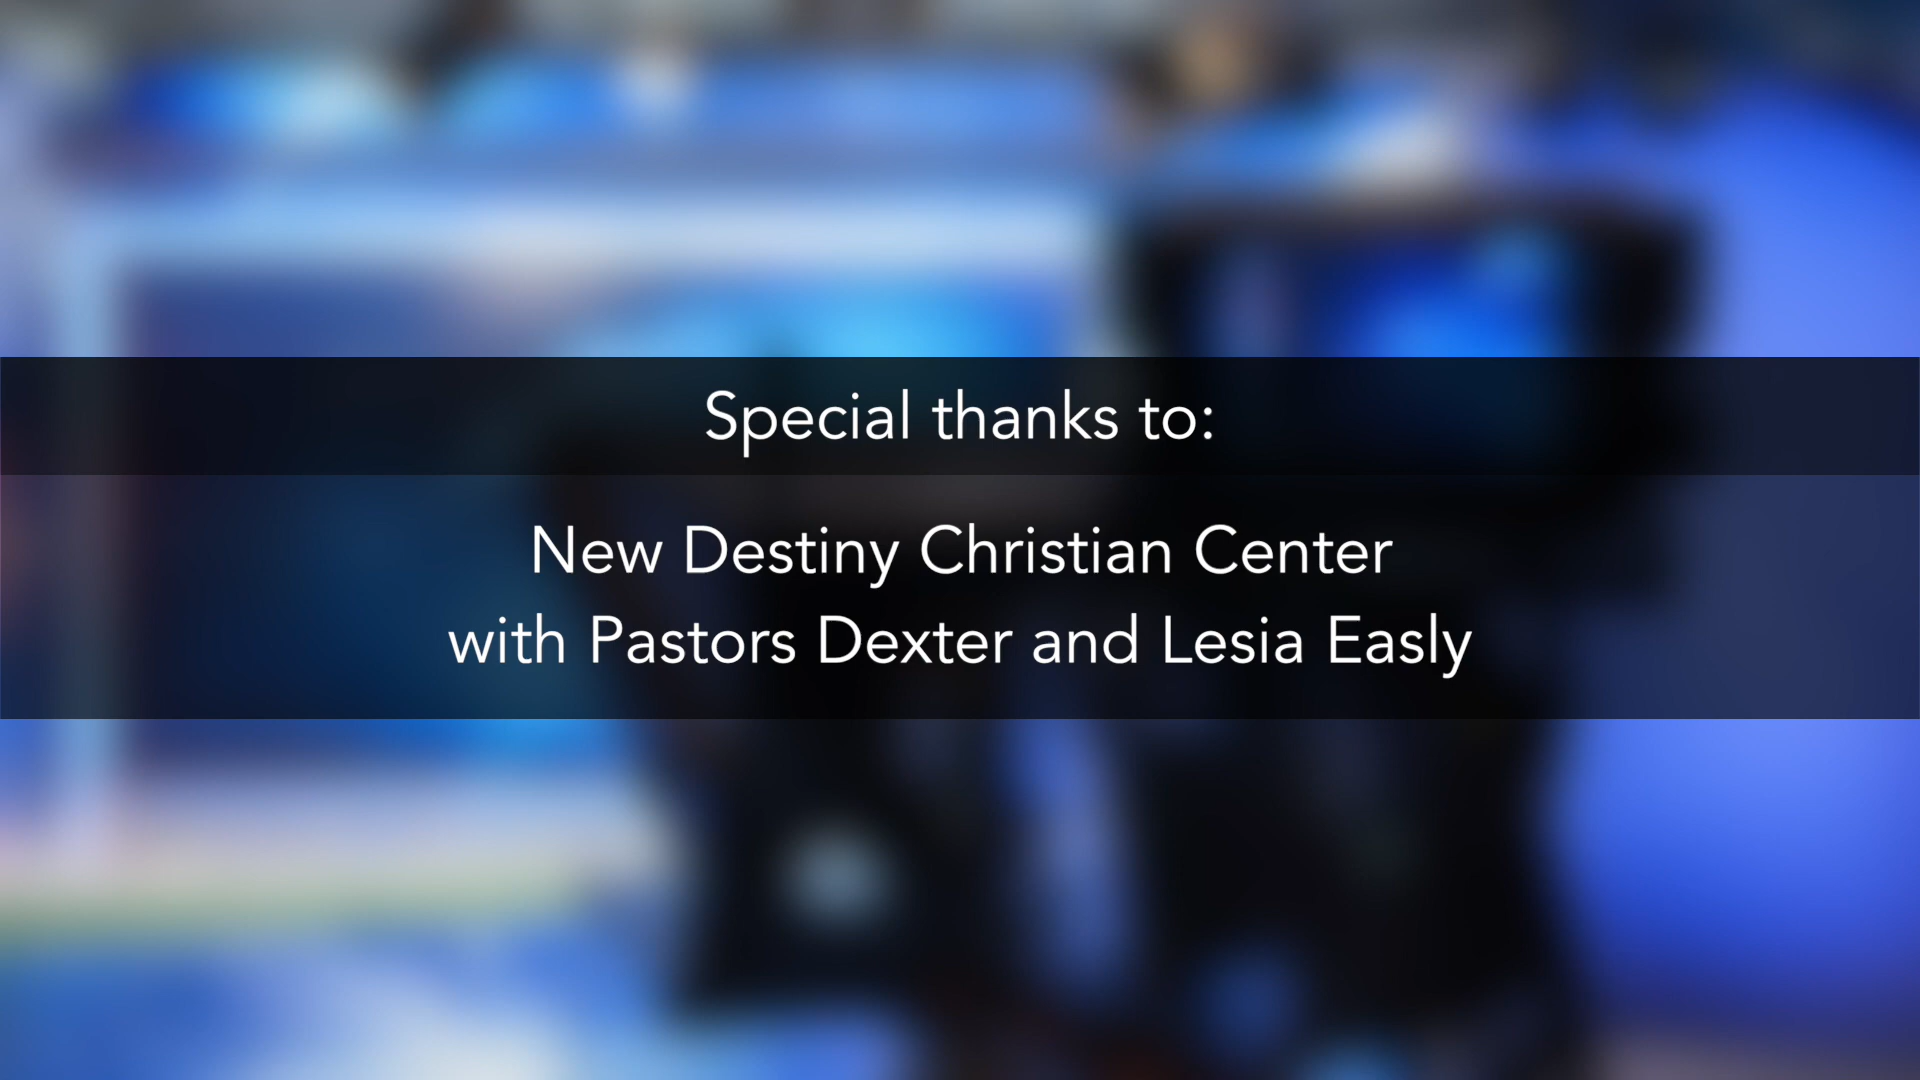 Special thanks to:
New Destiny Christian Center
with Pastors Dexter and Lesia Easly